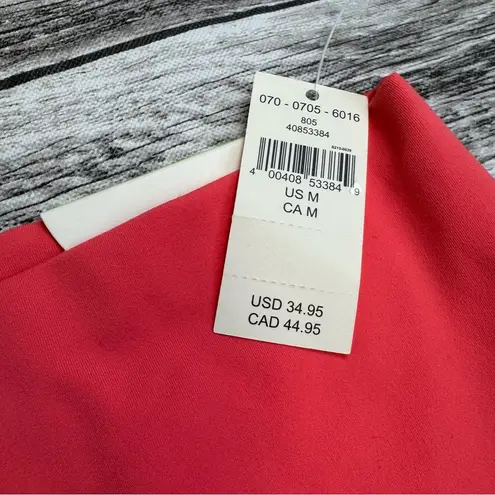 070 - 0705 - 6016
805
40853384
4 00408 53384 9
US M
CA M
USD 34.95
CAD 44.95